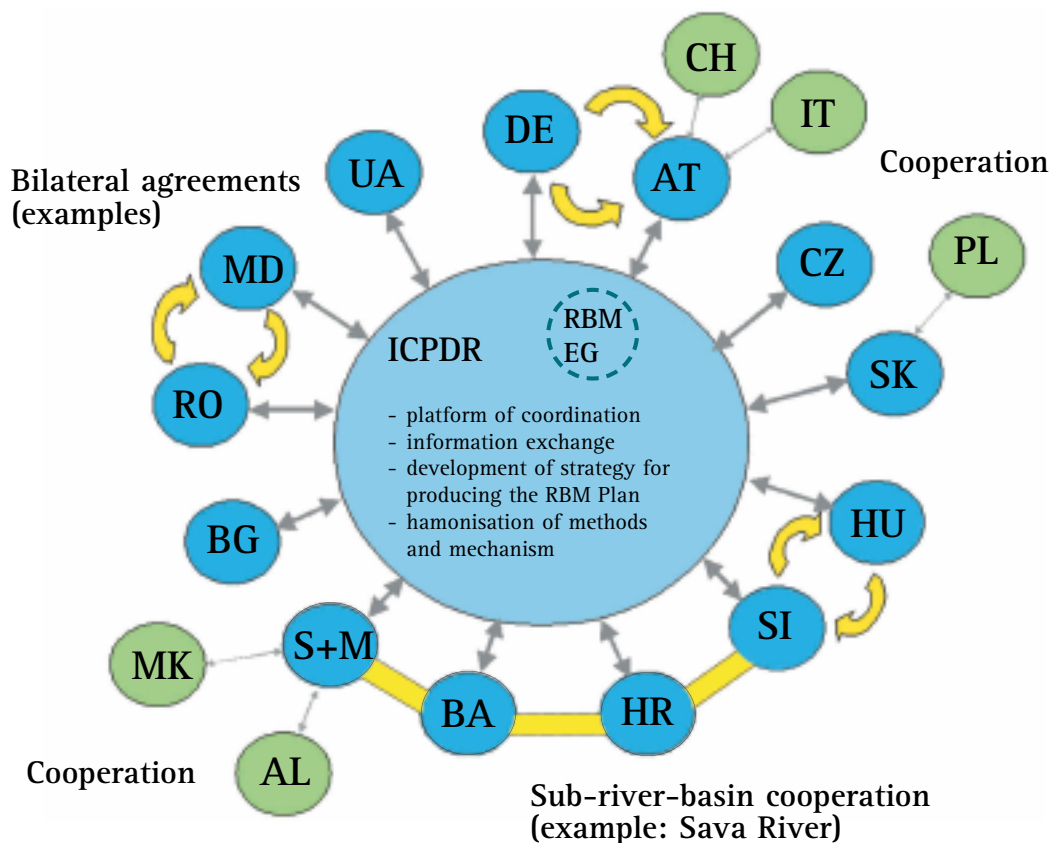 CH
IT
DE
AT
UA
Cooperation
Bilateral agreements
(examples)
MD
CZ
PL
RBM
EG
ICPDR
SK
RO
- platform of coordination
- information exchange
- development of strategy for
producing the RBM Plan
- hamonisation of methods
and mechanism
HU
BG
SI
S+M
MK
BA
HR
AL
Cooperation
Sub-river-basin cooperation
(example: Sava River)